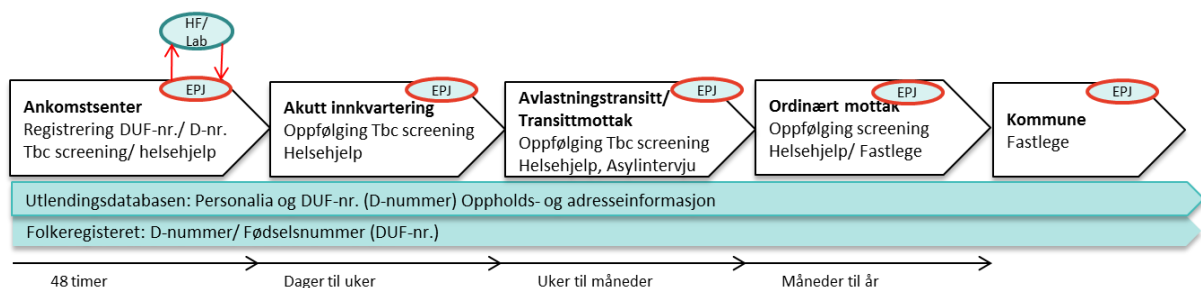 HF/
Lab
EPJ
Ankomstsenter
Registrering DUF-nr./ D-nr.
Tbc screening/ helsehjelp
EPJ
Akutt innkvartering
Oppfølging Tbc screening
Helsehjelp
EPJ
Avlastningstransitt/
Transittmottak
Oppfølging Tbc screening
Helsehjelp, Asylintervju
EPJ
Ordinært mottak
Oppfølging screening
Helsehjelp/ Fastlege
EPJ
Kommune
Fastlege
Utlendingsdatabasen: Personalia og DUF-nr. (D-nummer) Oppholds- og adresseinformasjon
Folkeregisteret: D-nummer/ Fødselsnummer (DUF-nr.)
48 timer
Dager til uker
Uker til måneder
Måneder til år